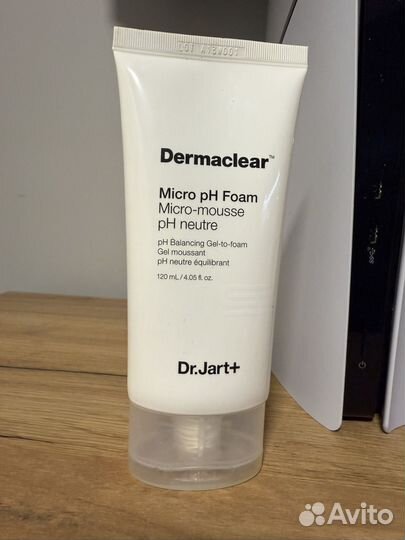 Dermaclear™
Micro pH Foam
Micro-mousse
pH neutre
pH Balancing Gel-to-foam
Gel moussant
pH neutre équilibrant
120 mL / 4.05 fl. oz.
Dr.Jart+
Avito